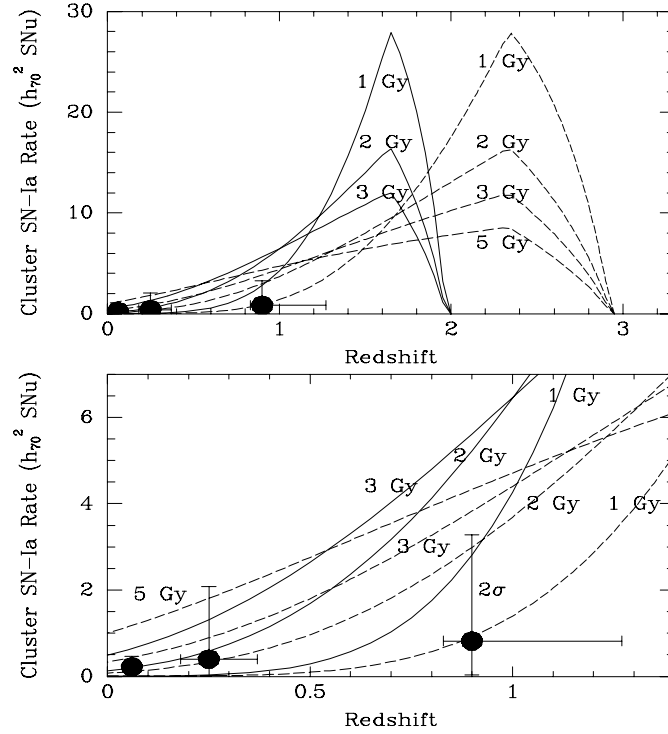 30
20
10
0
Cluster SN-Ia Rate (h₇₀² SNu)
1 Gy
1 Gy
2 Gy
2 Gy
3 Gy
3 Gy
5 Gy
0 1 2 3
Redshift
6
4
2
0
Cluster SN-Ia Rate (h₇₀² SNu)
1 Gy
2 Gy
3 Gy
2 Gy
1 Gy
3 Gy
5 Gy
2σ
0 0.5 1
Redshift